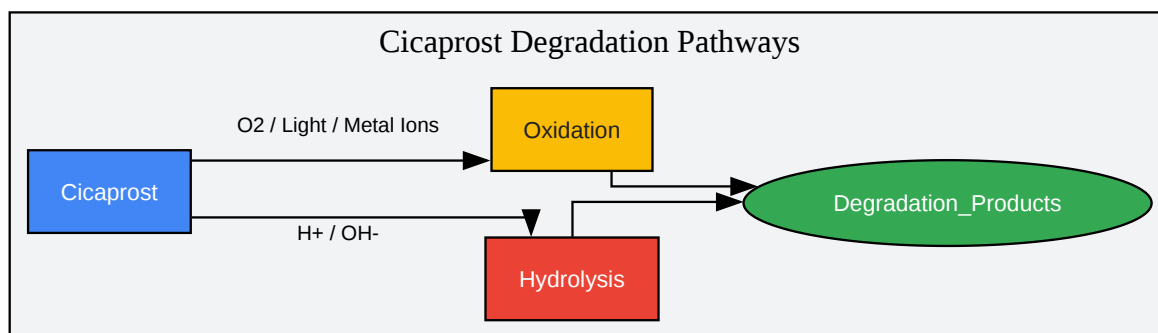 Cicaprost Degradation Pathways
O2 / Light / Metal Ions
Oxidation
Cicaprost
Degradation_Products
H+ / OH-
Hydrolysis